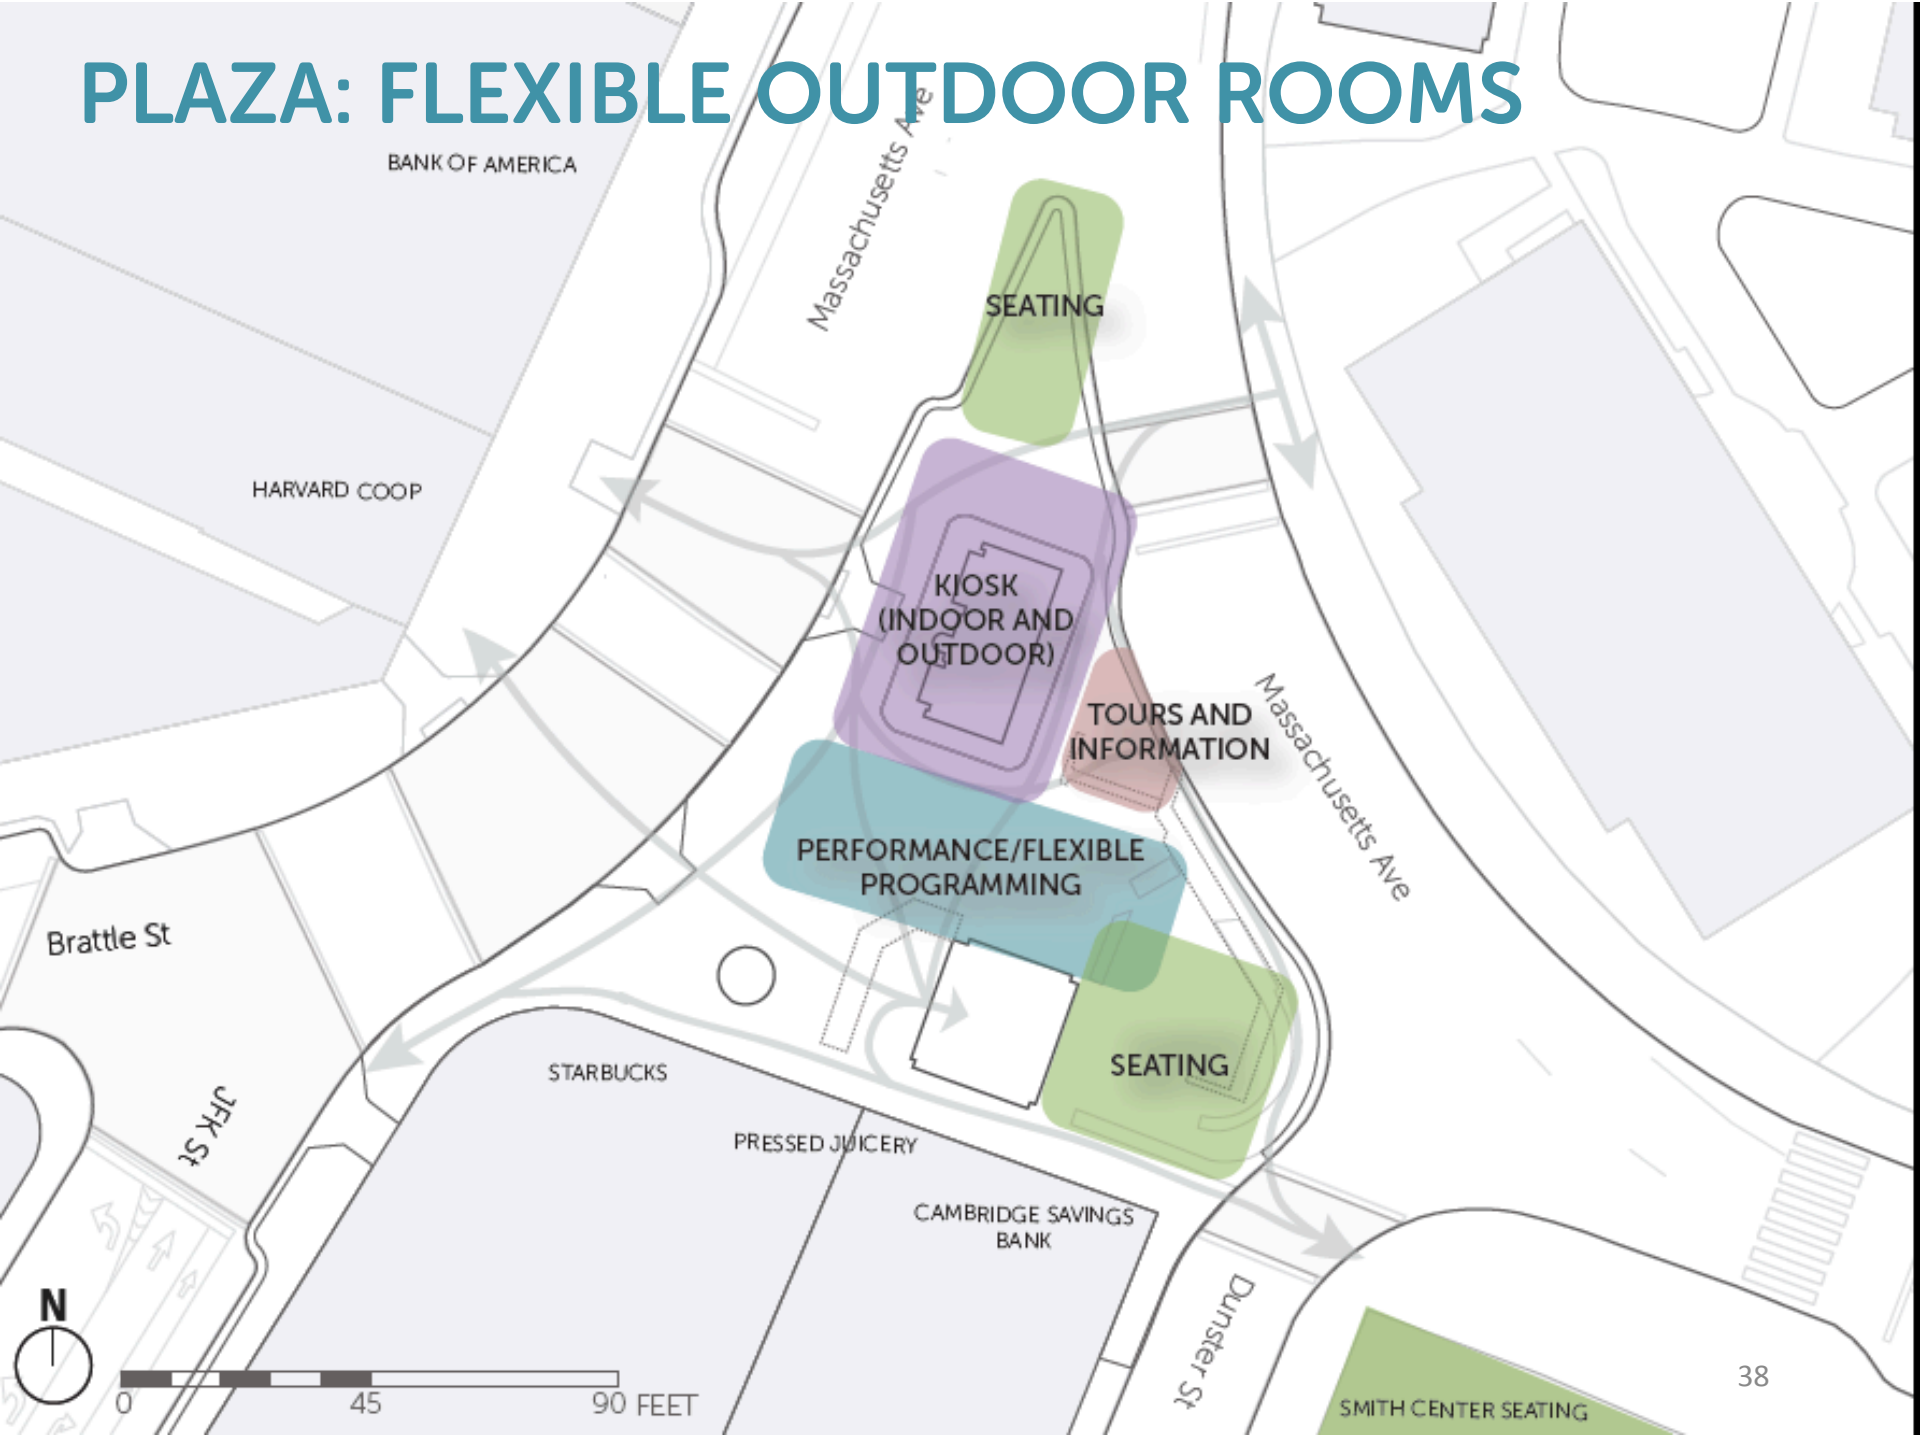 PLAZA: FLEXIBLE OUTDOOR ROOMS
Massachusetts Ave
BANK OF AMERICA
SEATING
HARVARD COOP
KIOSK
(INDOOR AND
OUTDOOR)
TOURS AND
INFORMATION
Massachusetts Ave
PERFORMANCE/FLEXIBLE
PROGRAMMING
Brattle St
SEATING
STARBUCKS
JFK St
PRESSED JUICERY
CAMBRIDGE SAVINGS
BANK
Dunster St
N
0 45 90 FEET
38
SMITH CENTER SEATING